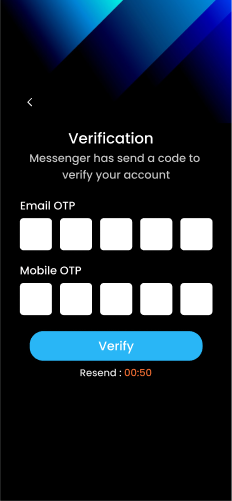 Verification
Messenger has send a code to
verify your account
Email OTP
Mobile OTP
Verify
Resend : 00:50